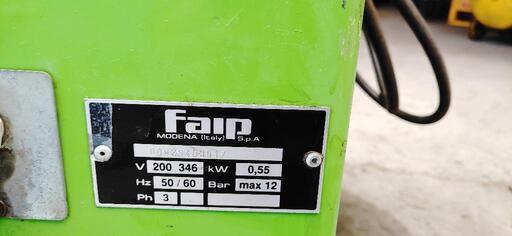 faip
MODENA (Italy) S.p.A
V 200 346 kW 0,55
Hz 50/60 Bar max 12
Ph 3